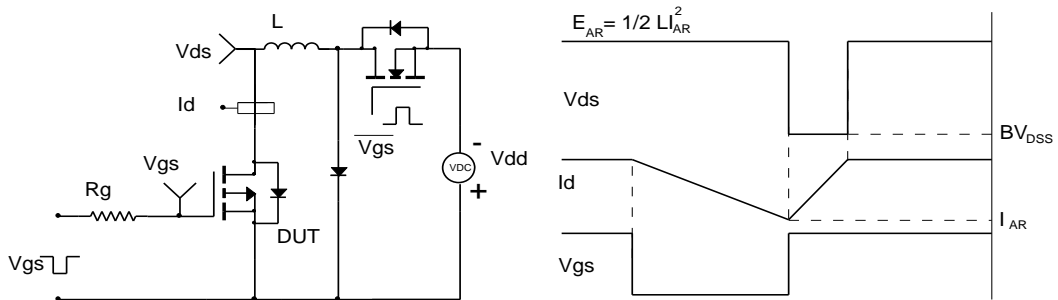 L
Vds
Id
Vgs
Vgs
Rg
DUT
Vgs
VDC
-
+
Vdd
E_AR= 1/2 LI_AR^2
Vds
BV_DSS
Id
I_AR
Vgs